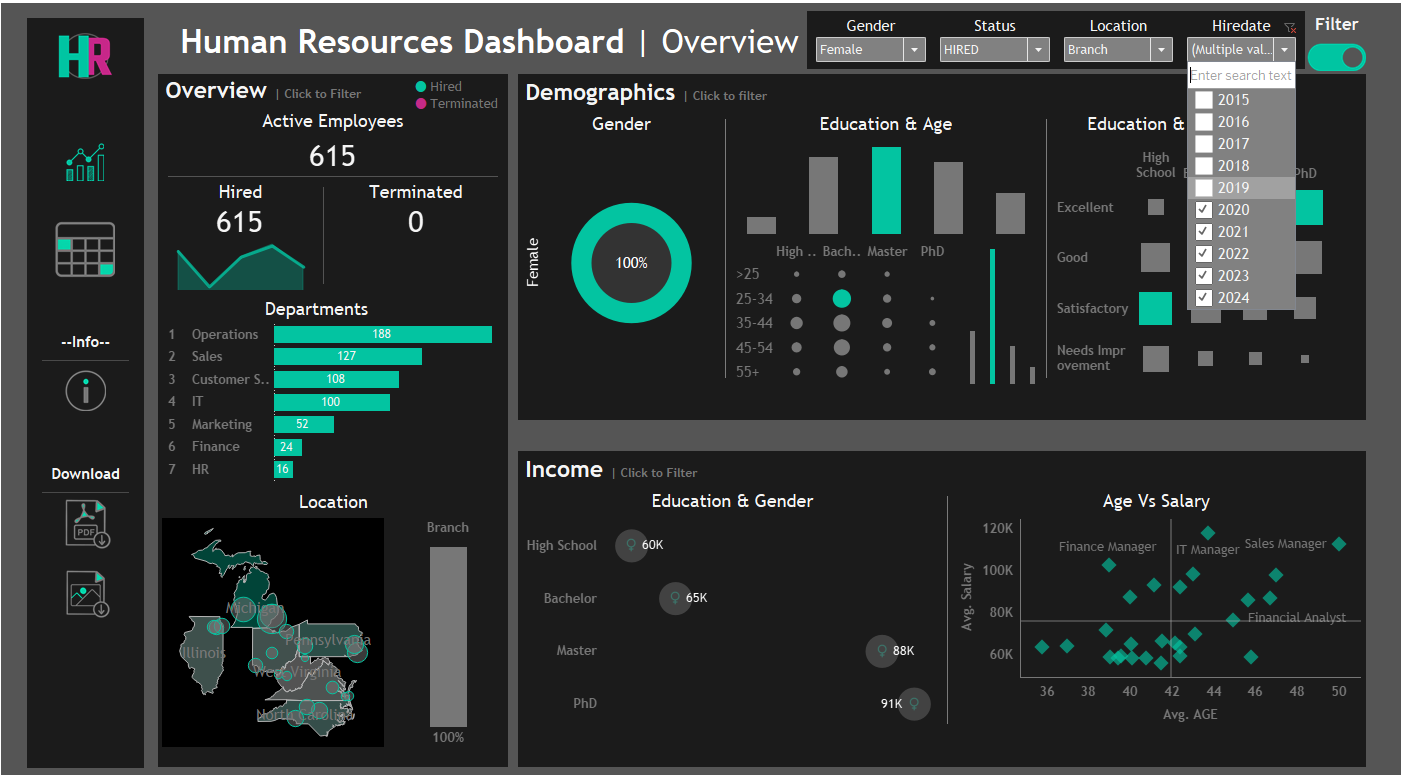 HR
Human Resources Dashboard | Overview
Gender
Status
Location
Hiredate
Filter
Female
HIRED
Branch
(Multiple val...
Enter search text
2015
2016
2017
2018
2019
2020
2021
2022
2023
2024
--Info--
Download
PDF
Overview | Click to Filter
Hired
Terminated
Active Employees
615
Hired
615
Terminated
0
Departments
1 Operations 188
2 Sales 127
3 Customer S.. 108
4 IT 100
5 Marketing 52
6 Finance 24
7 HR 16
Location
Michigan
Pennsylvania
Illinois
West Virginia
North Carolina
Branch
100%
Demographics | Click to filter
Gender
Female
100%
Education & Age
High .. Bach.. Master PhD
>25
25-34
35-44
45-54
55+
Education &
High
School
PhD
Excellent
Good
Satisfactory
Needs Impr
ovement
Income | Click to Filter
Education & Gender
High School 60K
Bachelor 65K
Master 88K
PhD 91K
Age Vs Salary
Avg. Salary
120K
100K
80K
60K
Finance Manager
IT Manager
Sales Manager
Financial Analyst
36 38 40 42 44 46 48 50
Avg. AGE